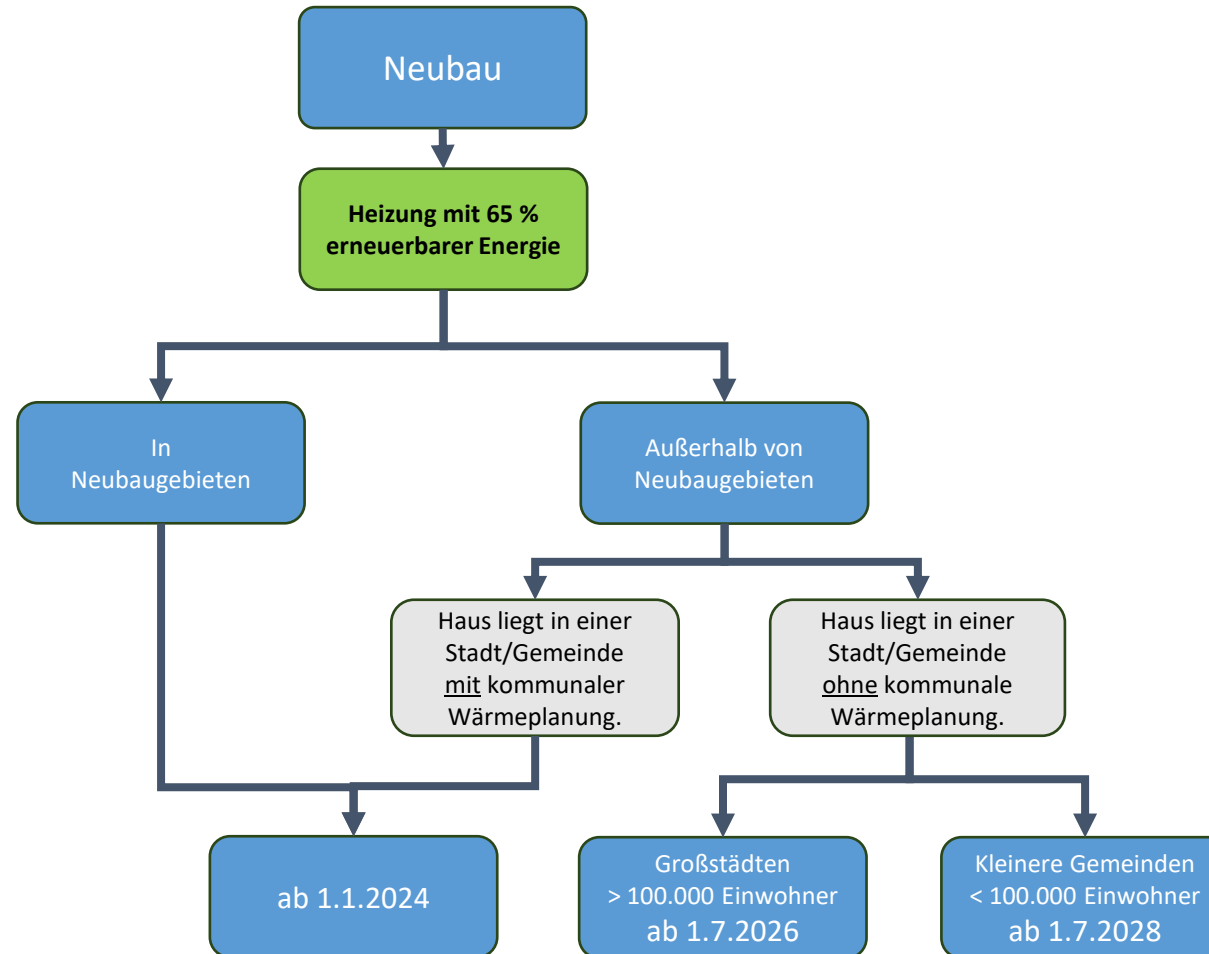 Neubau
Heizung mit 65 %
erneuerbarer Energie
In
Neubaugebieten
Außerhalb von
Neubaugebieten
Haus liegt in einer
Stadt/Gemeinde
mit kommunaler
Wärmeplanung.
Haus liegt in einer
Stadt/Gemeinde
ohne kommunale
Wärmeplanung.
ab 1.1.2024
Großstädten
> 100.000 Einwohner
ab 1.7.2026
Kleinere Gemeinden
< 100.000 Einwohner
ab 1.7.2028